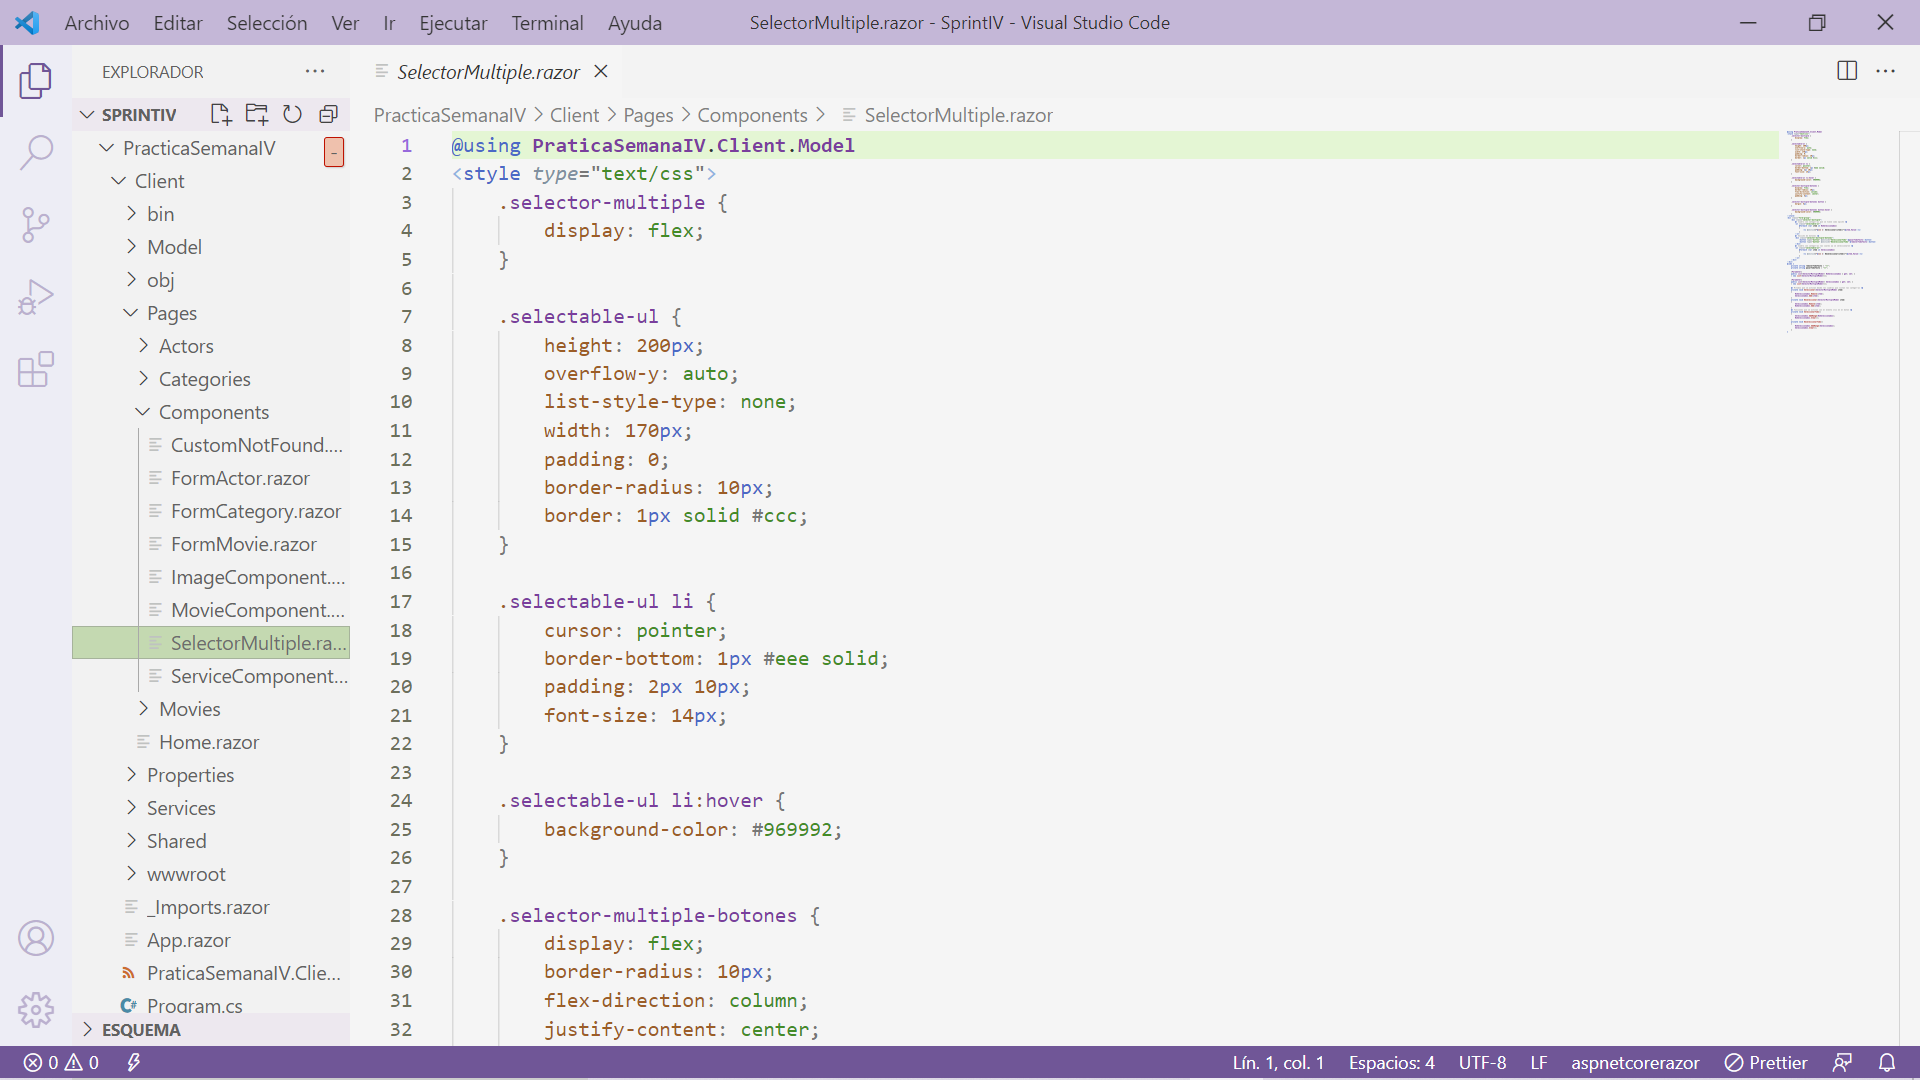 Archivo Editar Selección Ver Ir Ejecutar Terminal Ayuda
SelectorMultiple.razor - SprintIV - Visual Studio Code
EXPLORADOR
SPRINTIV
PracticaSemanaIV
Client
bin
Model
obj
Pages
Actors
Categories
Components
CustomNotFound....
FormActor.razor
FormCategory.razor
FormMovie.razor
ImageComponent....
MovieComponent....
SelectorMultiple.ra...
ServiceComponent...
Movies
Home.razor
Properties
Services
Shared
wwwroot
_Imports.razor
App.razor
PraticaSemanaIV.Clie...
Program.cs
ESQUEMA
SelectorMultiple.razor
PracticaSemanaIV > Client > Pages > Components > SelectorMultiple.razor
1 @using PraticaSemanaIV.Client.Model
2 <style type="text/css">
3 .selector-multiple {
4 display: flex;
5 }
6
7 .selectable-ul {
8 height: 200px;
9 overflow-y: auto;
10 list-style-type: none;
11 width: 170px;
12 padding: 0;
13 border-radius: 10px;
14 border: 1px solid #ccc;
15 }
16
17 .selectable-ul li {
18 cursor: pointer;
19 border-bottom: 1px #eee solid;
20 padding: 2px 10px;
21 font-size: 14px;
22 }
23
24 .selectable-ul li:hover {
25 background-color: #969992;
26 }
27
28 .selector-multiple-botones {
29 display: flex;
30 border-radius: 10px;
31 flex-direction: column;
32 justify-content: center;
0 0
Lín. 1, col. 1 Espacios: 4 UTF-8 LF aspnetcorerazor Prettier